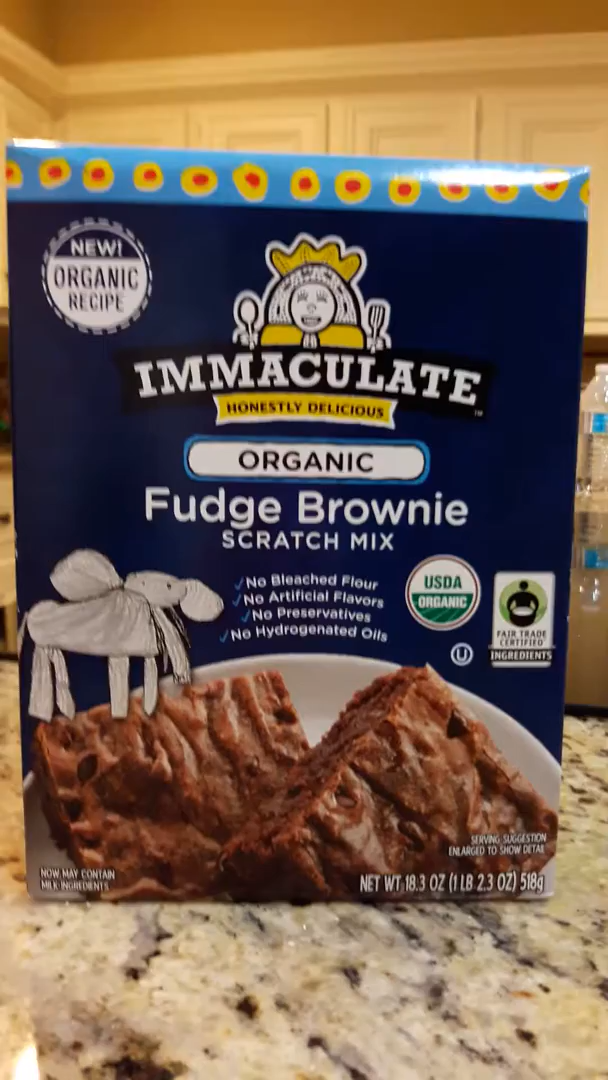 NEW!
ORGANIC
RECIPE
IMMACULATE
™
HONESTLY DELICIOUS
ORGANIC
Fudge Brownie
SCRATCH MIX
✓No Bleached Flour
✓No Artificial Flavors
✓No Preservatives
✓No Hydrogenated Oils
USDA
ORGANIC
FAIR TRADE
CERTIFIED
INGREDIENTS
U
SERVING SUGGESTION
ENLARGED TO SHOW DETAIL
NOW MAY CONTAIN
MILK INGREDIENTS
NET WT 18.3 OZ (1 LB 2.3 OZ) 518g